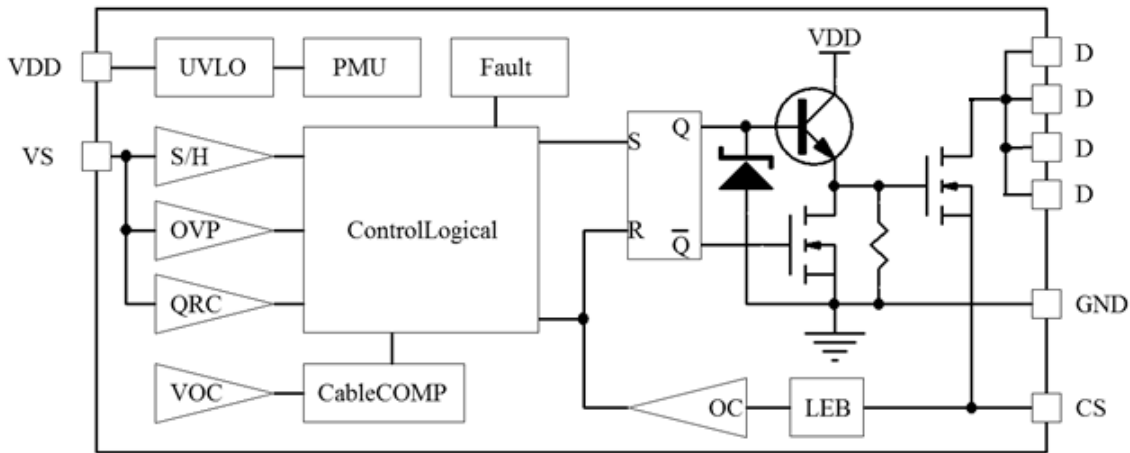 VDD
UVLO
PMU
Fault
VDD
D
D
D
D
VS
S/H
OVP
QRC
ControlLogical
S
Q
R
Q̅
GND
VOC
CableCOMP
OC
LEB
CS